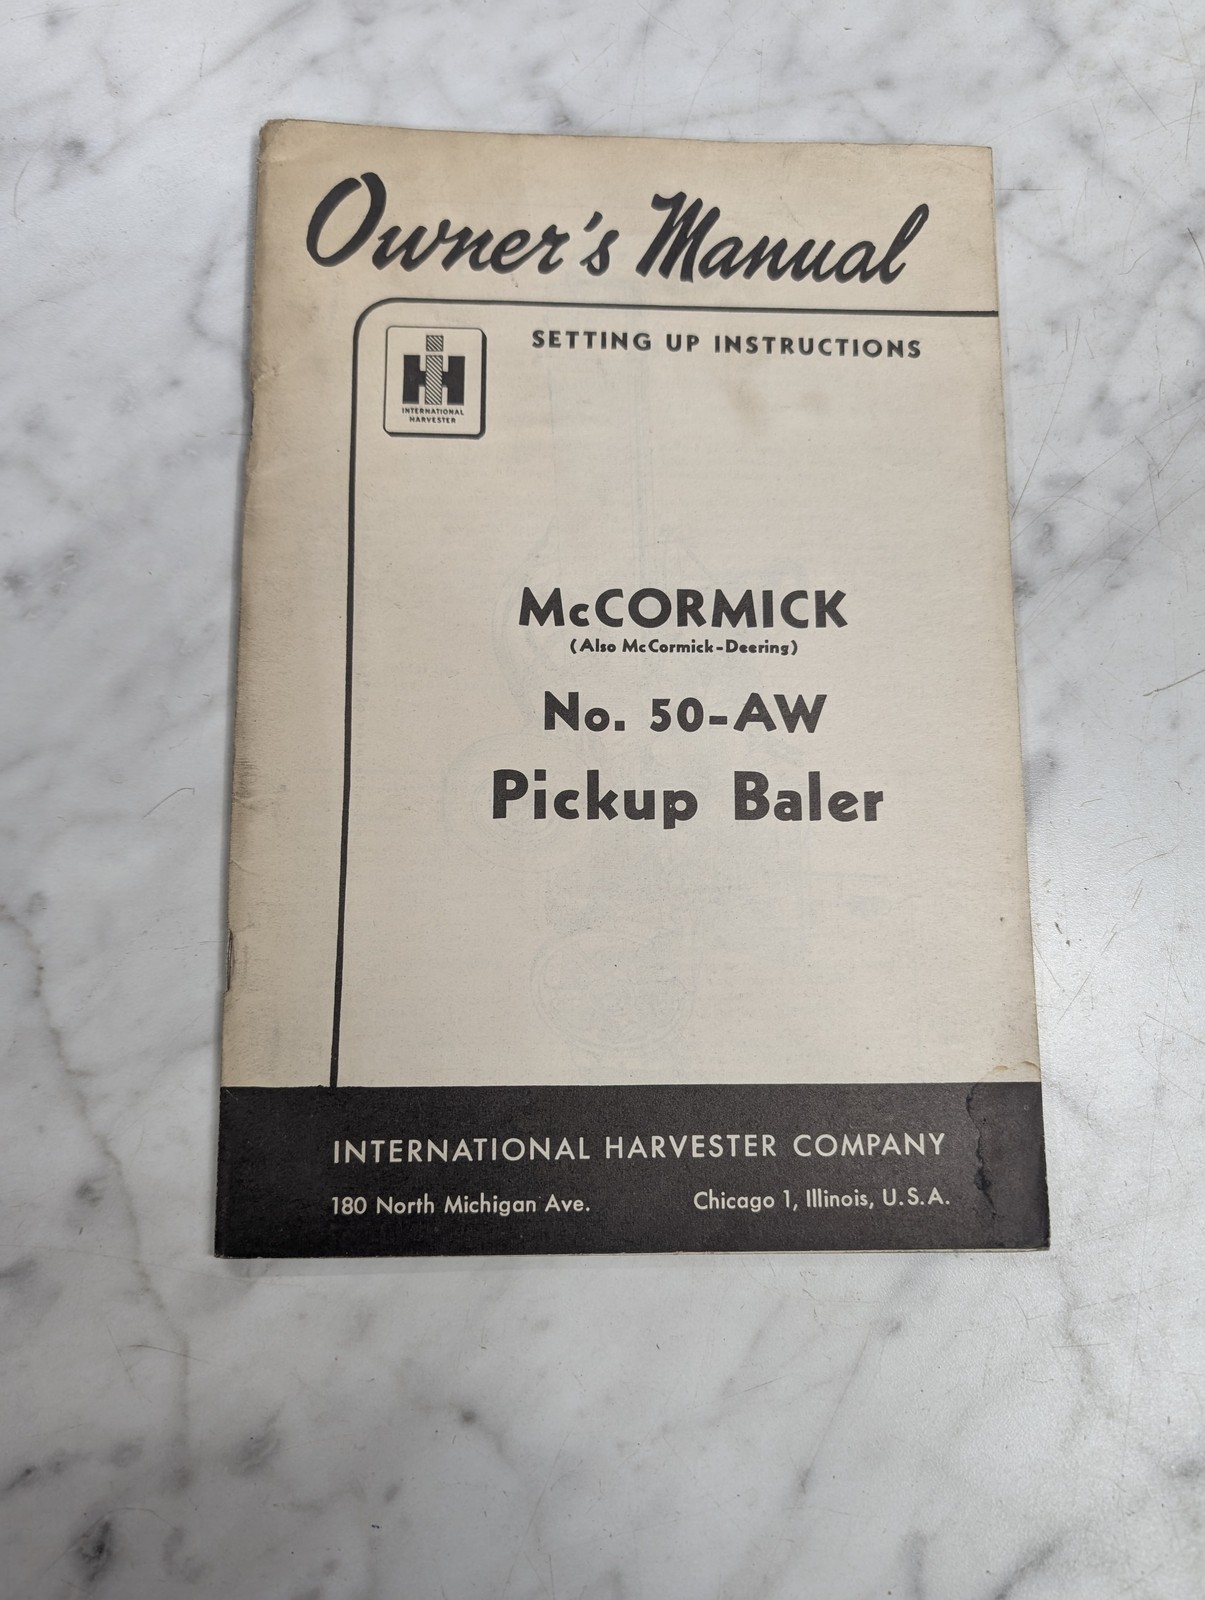 Owner's Manual
SETTING UP INSTRUCTIONS
IH
INTERNATIONAL
HARVESTER
McCORMICK
(Also McCormick-Deering)
No. 50-AW
Pickup Baler
INTERNATIONAL HARVESTER COMPANY
180 North Michigan Ave. Chicago 1, Illinois, U.S.A.